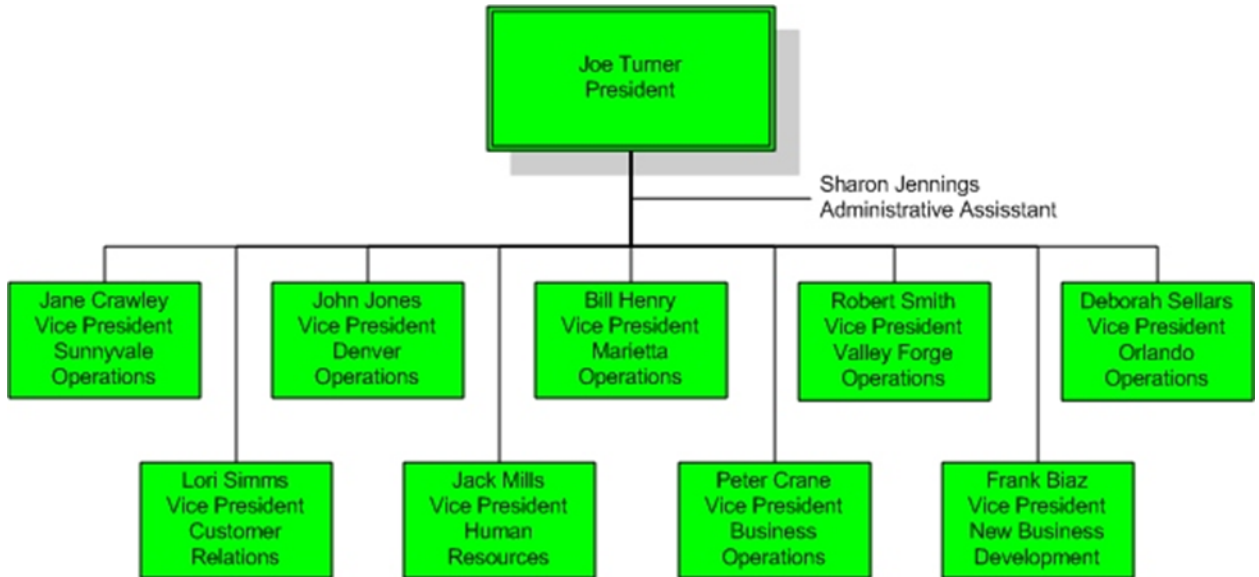 Joe Turner
President
Sharon Jennings
Administrative Assisstant
Jane Crawley
Vice President
Sunnyvale
Operations
John Jones
Vice President
Denver
Operations
Bill Henry
Vice President
Marietta
Operations
Robert Smith
Vice President
Valley Forge
Operations
Deborah Sellars
Vice President
Orlando
Operations
Lori Simms
Vice President
Customer
Relations
Jack Mills
Vice President
Human
Resources
Peter Crane
Vice President
Business
Operations
Frank Biaz
Vice President
New Business
Development